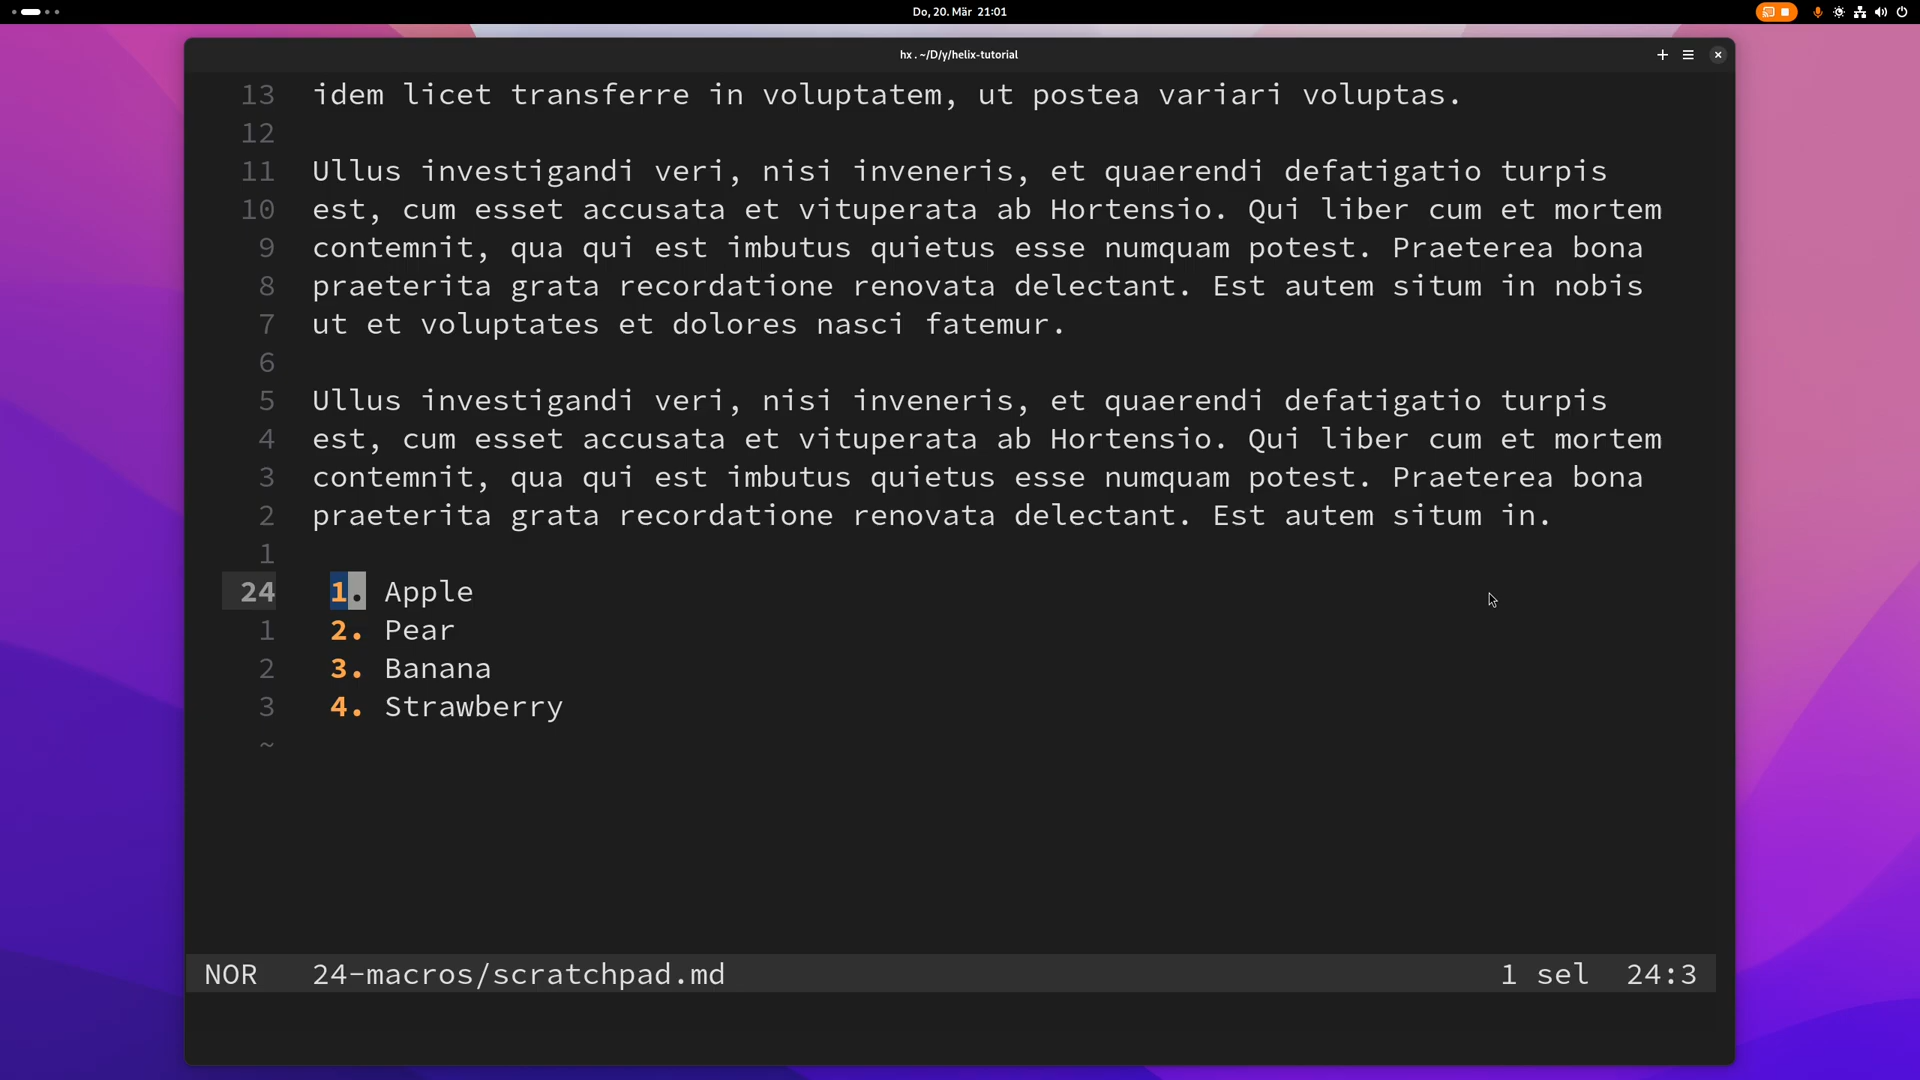 Do, 20. Mär 21:01
hx . ~/D/y/helix-tutorial
13 idem licet transferre in voluptatem, ut postea variari voluptas.
12
11 Ullus investigandi veri, nisi inveneris, et quaerendi defatigatio turpis
10 est, cum esset accusata et vituperata ab Hortensio. Qui liber cum et mortem
9 contemnit, qua qui est imbutus quietus esse numquam potest. Praeterea bona
8 praeterita grata recordatione renovata delectant. Est autem situm in nobis
7 ut et voluptates et dolores nasci fatemur.
6
5 Ullus investigandi veri, nisi inveneris, et quaerendi defatigatio turpis
4 est, cum esset accusata et vituperata ab Hortensio. Qui liber cum et mortem
3 contemnit, qua qui est imbutus quietus esse numquam potest. Praeterea bona
2 praeterita grata recordatione renovata delectant. Est autem situm in.
1
24 1. Apple
1 2. Pear
2 3. Banana
3 4. Strawberry
~
NOR 24-macros/scratchpad.md 1 sel 24:3